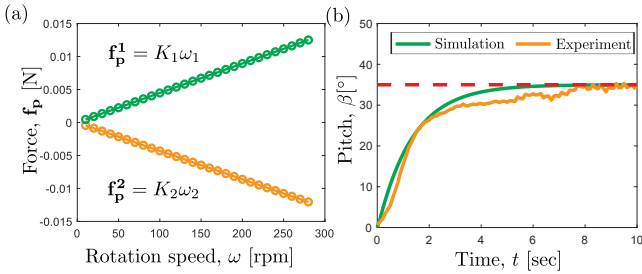 (a)
0.015
0.01
0.005
0
-0.005
-0.01
-0.015
Force, f_p [N]
f_p^1 = K_1ω_1
f_p^2 = K_2ω_2
0 50 100 150 200 250 300
Rotation speed, ω [rpm]
(b)
50
40
30
20
10
0
Pitch, β[°]
Simulation Experiment
0 2 4 6 8 10
Time, t [sec]